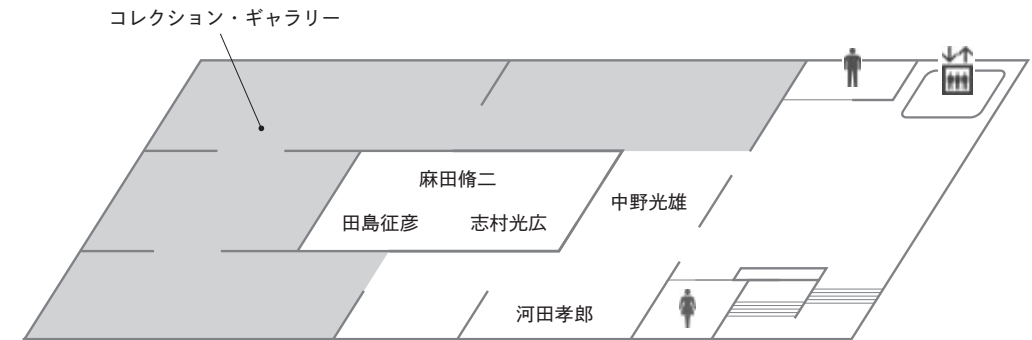 コレクション・ギャラリー
麻田脩二
中野光雄
田島征彦
志村光広
河田孝郎